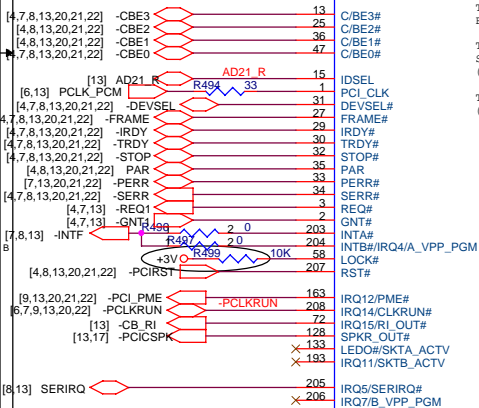 [4,7,8,13,20,21,22] -CBE3 13 C/BE3#
[4,8,13,20,21,22] -CBE2 25 C/BE2#
[4,8,13,20,21,22] -CBE1 36 C/BE1#
[4,7,8,13,20,21,22] -CBE0 47 C/BE0#
[13] AD21_R AD21_R 15 IDSEL
[6,13] PCLK_PCM R494 33 1 PCI_CLK
[4,7,8,13,20,21,22] -DEVSEL 31 DEVSEL#
4,7,8,13,20,21,22] -FRAME 27 FRAME#
[4,7,8,13,20,21,22] -IRDY 29 IRDY#
[4,7,8,13,20,21,22] -TRDY 30 TRDY#
[4,7,8,13,20,21,22] -STOP 32 STOP#
[4,8,13,20,21,22] PAR 35 PAR
[7,13,20,21,22] -PERR 33 PERR#
[4,7,8,13,20,21,22] -SERR 34 SERR#
[4,7,13] -REQ1 3 REQ#
[4,7,13] -GNT1 2 GNT#
[7,8,13] -INTF R498 2 0 203 INTA#
B R497 2 0 204 INTB#/IRQ4/A_VPP_PGM
+3V R499 10K 58 LOCK#
[4,8,13,20,21,22] -PCIRST 207 RST#
[9,13,20,21,22] -PCI_PME 163 IRQ12/PME#
[6,7,9,13,20,21,22] -PCLKRUN -PCLKRUN 208 IRQ14/CLKRUN#
[13] -CB_RI 72 IRQ15/RI_OUT#
[13,17] -PCICSPK 128 SPKR_OUT#
133 LEDO#/SKTA_ACTV
193 IRQ11/SKTB_ACTV
[8,13] SERIRQ 205 IRQ5/SERIRQ#
206 IRQ7/B_VPP_PGM